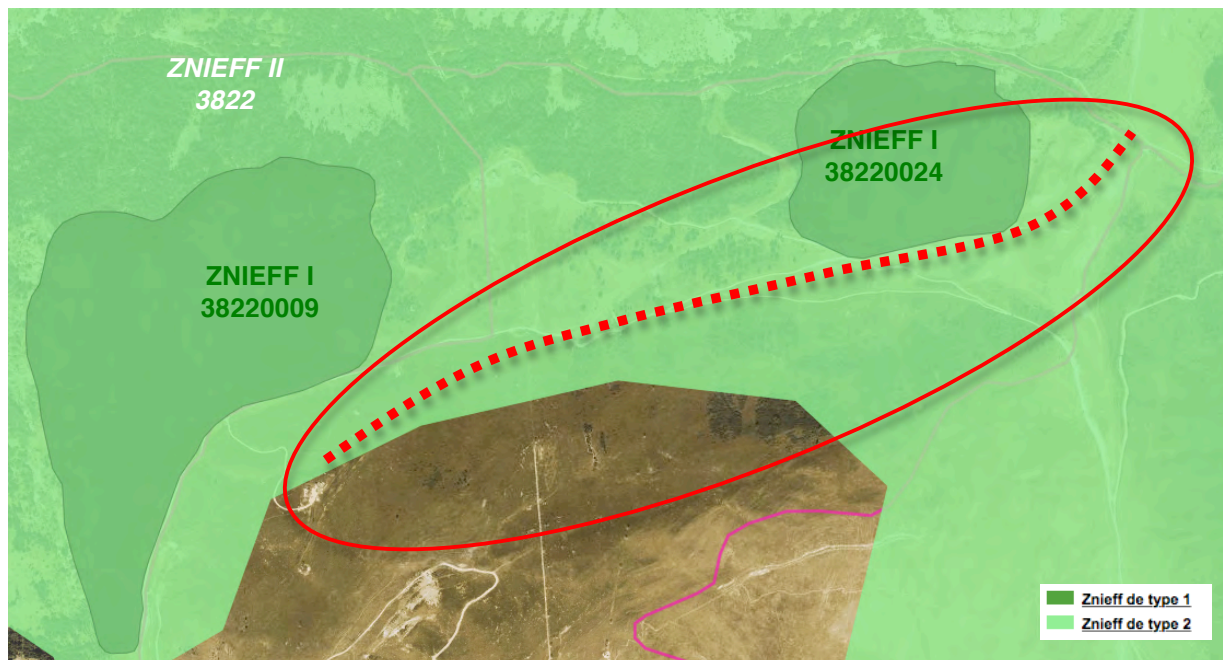 ZNIEFF II
3822
ZNIEFF I
38220024
ZNIEFF I
38220009
Znieff de type 1
Znieff de type 2